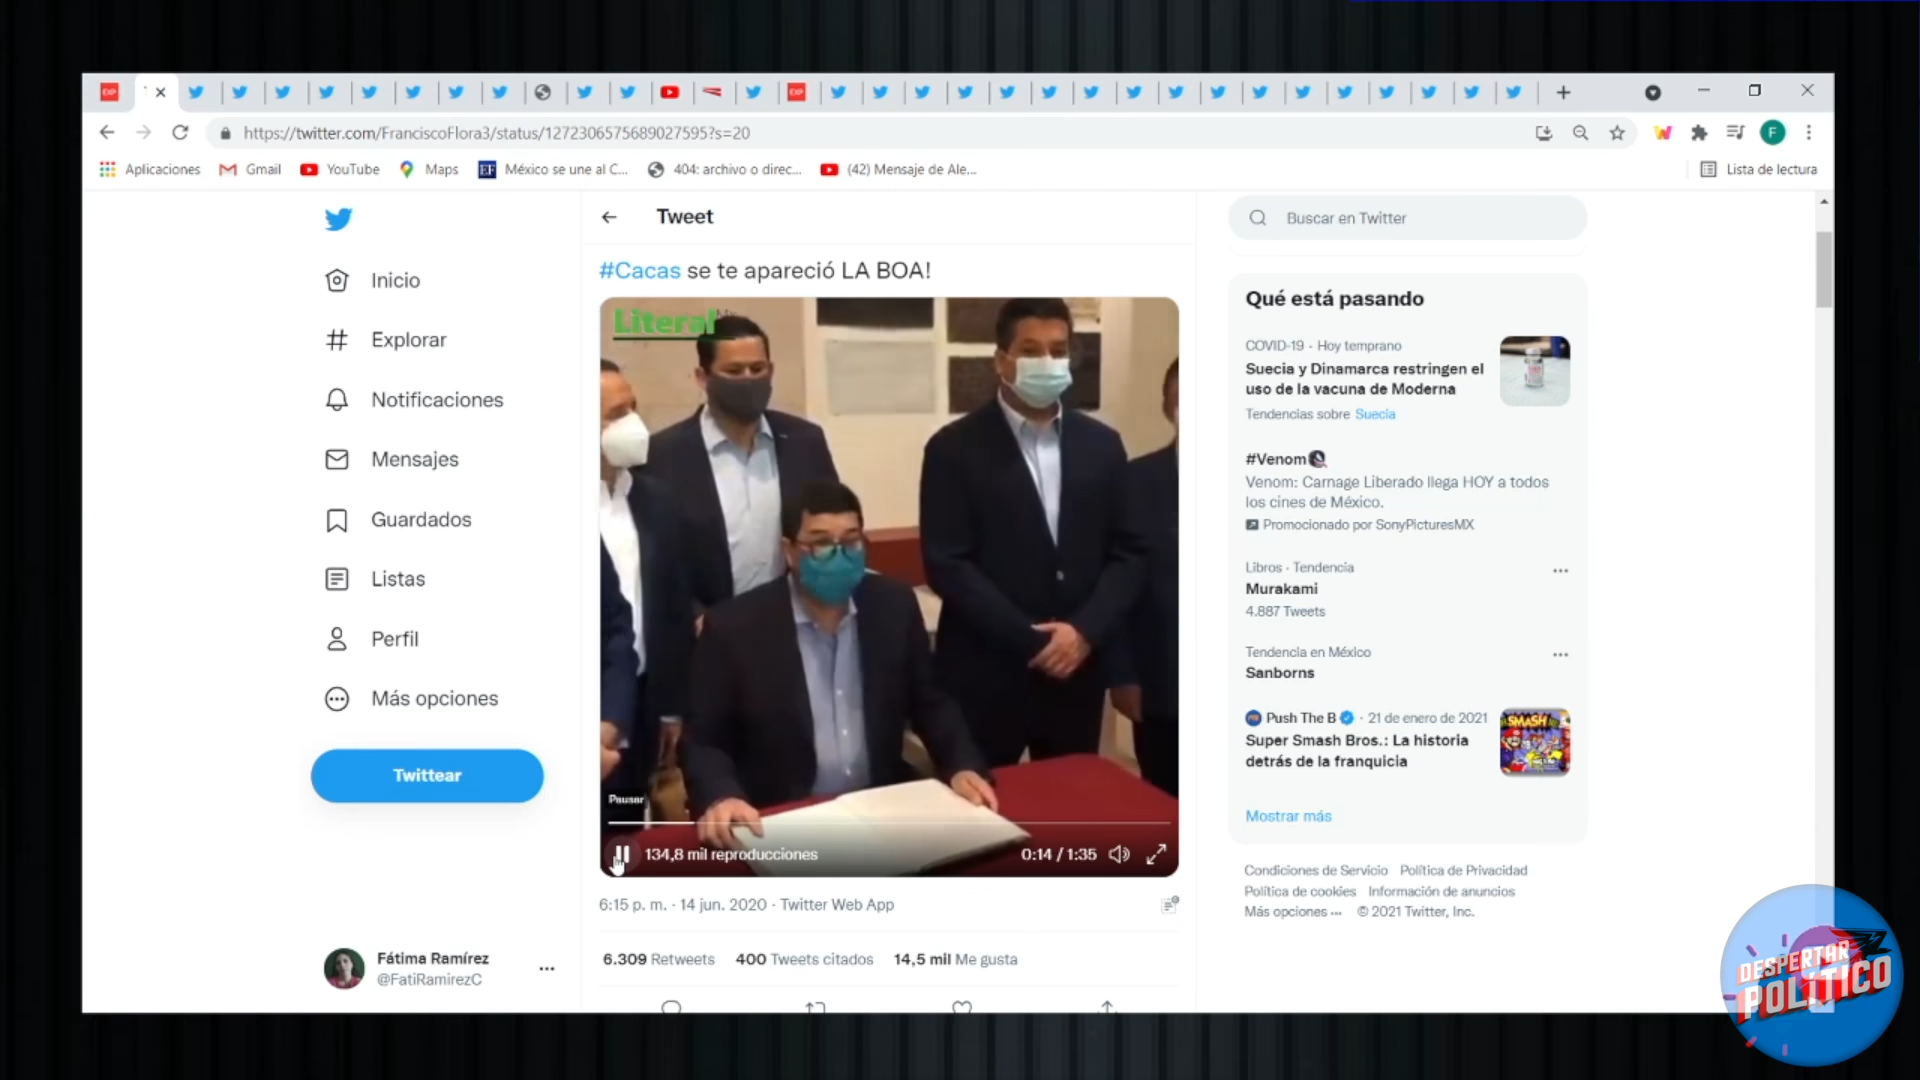 https://twitter.com/FranciscoFlora3/status/1272306575689027595?s=20
Aplicaciones
Gmail
YouTube
Maps
EF
México se une al C...
404: archivo o direc...
(42) Mensaje de Ale...
Lista de lectura
Inicio
Explorar
Notificaciones
Mensajes
Guardados
Listas
Perfil
Más opciones
Twittear
Fátima Ramírez
@FatiRamirezC
Tweet
#Cacas se te apareció LA BOA!
Literal
Pausar
134,8 mil reproducciones
0:14 / 1:35
6:15 p. m. · 14 jun. 2020 · Twitter Web App
6.309 Retweets 400 Tweets citados 14,5 mil Me gusta
Buscar en Twitter
Qué está pasando
COVID-19 · Hoy temprano
Suecia y Dinamarca restringen el
uso de la vacuna de Moderna
Tendencias sobre Suecia
#Venom
Venom: Carnage Liberado llega HOY a todos
los cines de México.
Promocionado por SonyPicturesMX
Libros · Tendencia
Murakami
4.887 Tweets
Tendencia en México
Sanborns
Push The B · 21 de enero de 2021
Super Smash Bros.: La historia
detrás de la franquicia
SMASH
Mostrar más
Condiciones de Servicio Política de Privacidad
Política de cookies Información de anuncios
Más opciones ··· © 2021 Twitter, Inc.
DESPERTAR
POLÍTICO
F